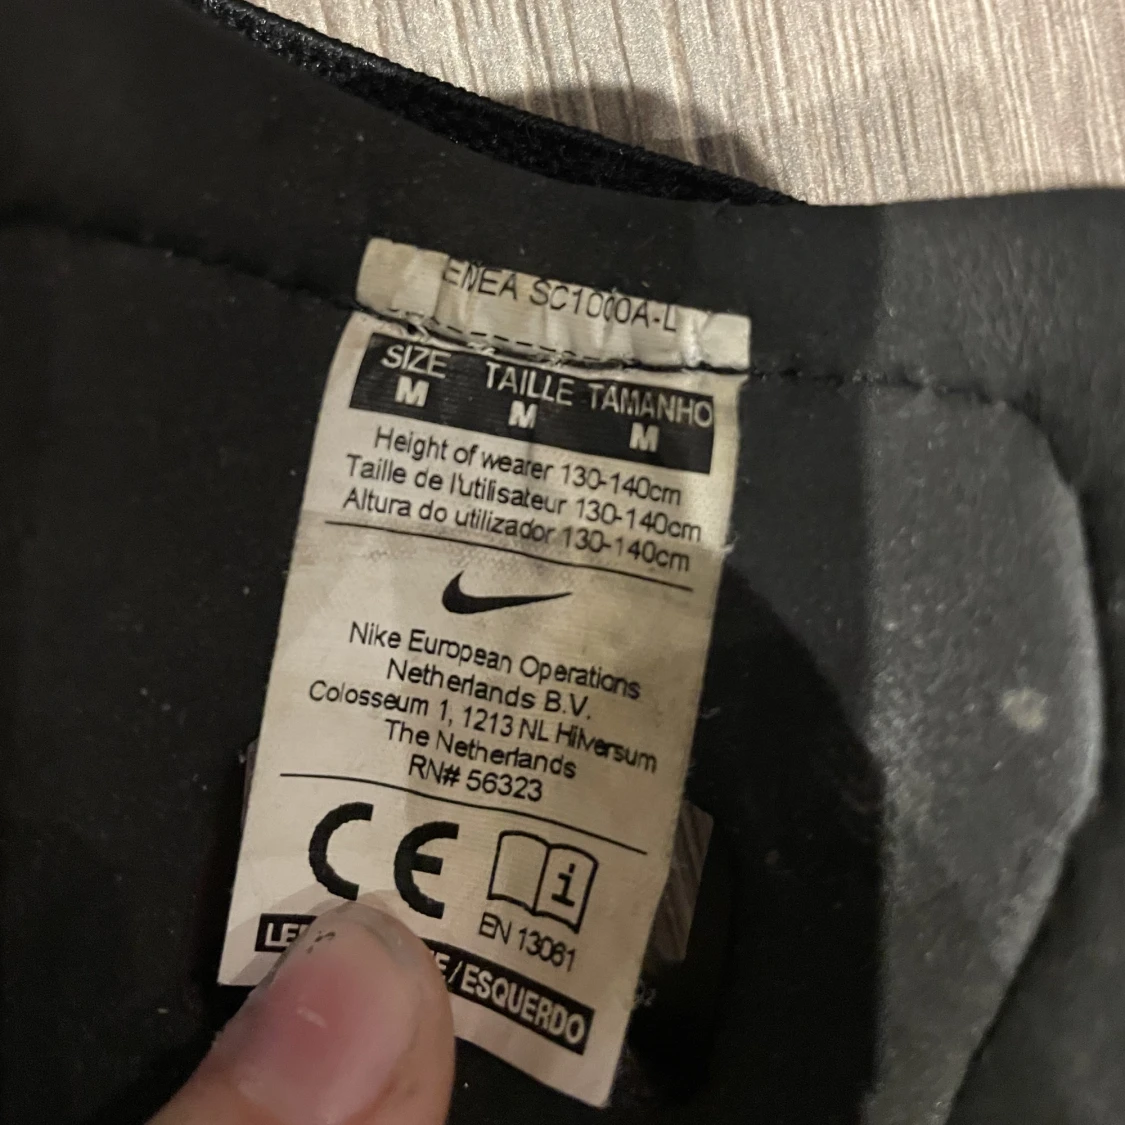 ENEA SC1000A-L
SIZE TAILLE TAMANHO
M M M
Height of wearer 130-140cm
Taille de l'utilisateur 130-140cm
Altura do utilizador 130-140cm
Nike European Operations
Netherlands B.V.
Colosseum 1, 1213 NL Hilversum
The Netherlands
RN# 56323
CE i
EN 13061
/ESQUERDO